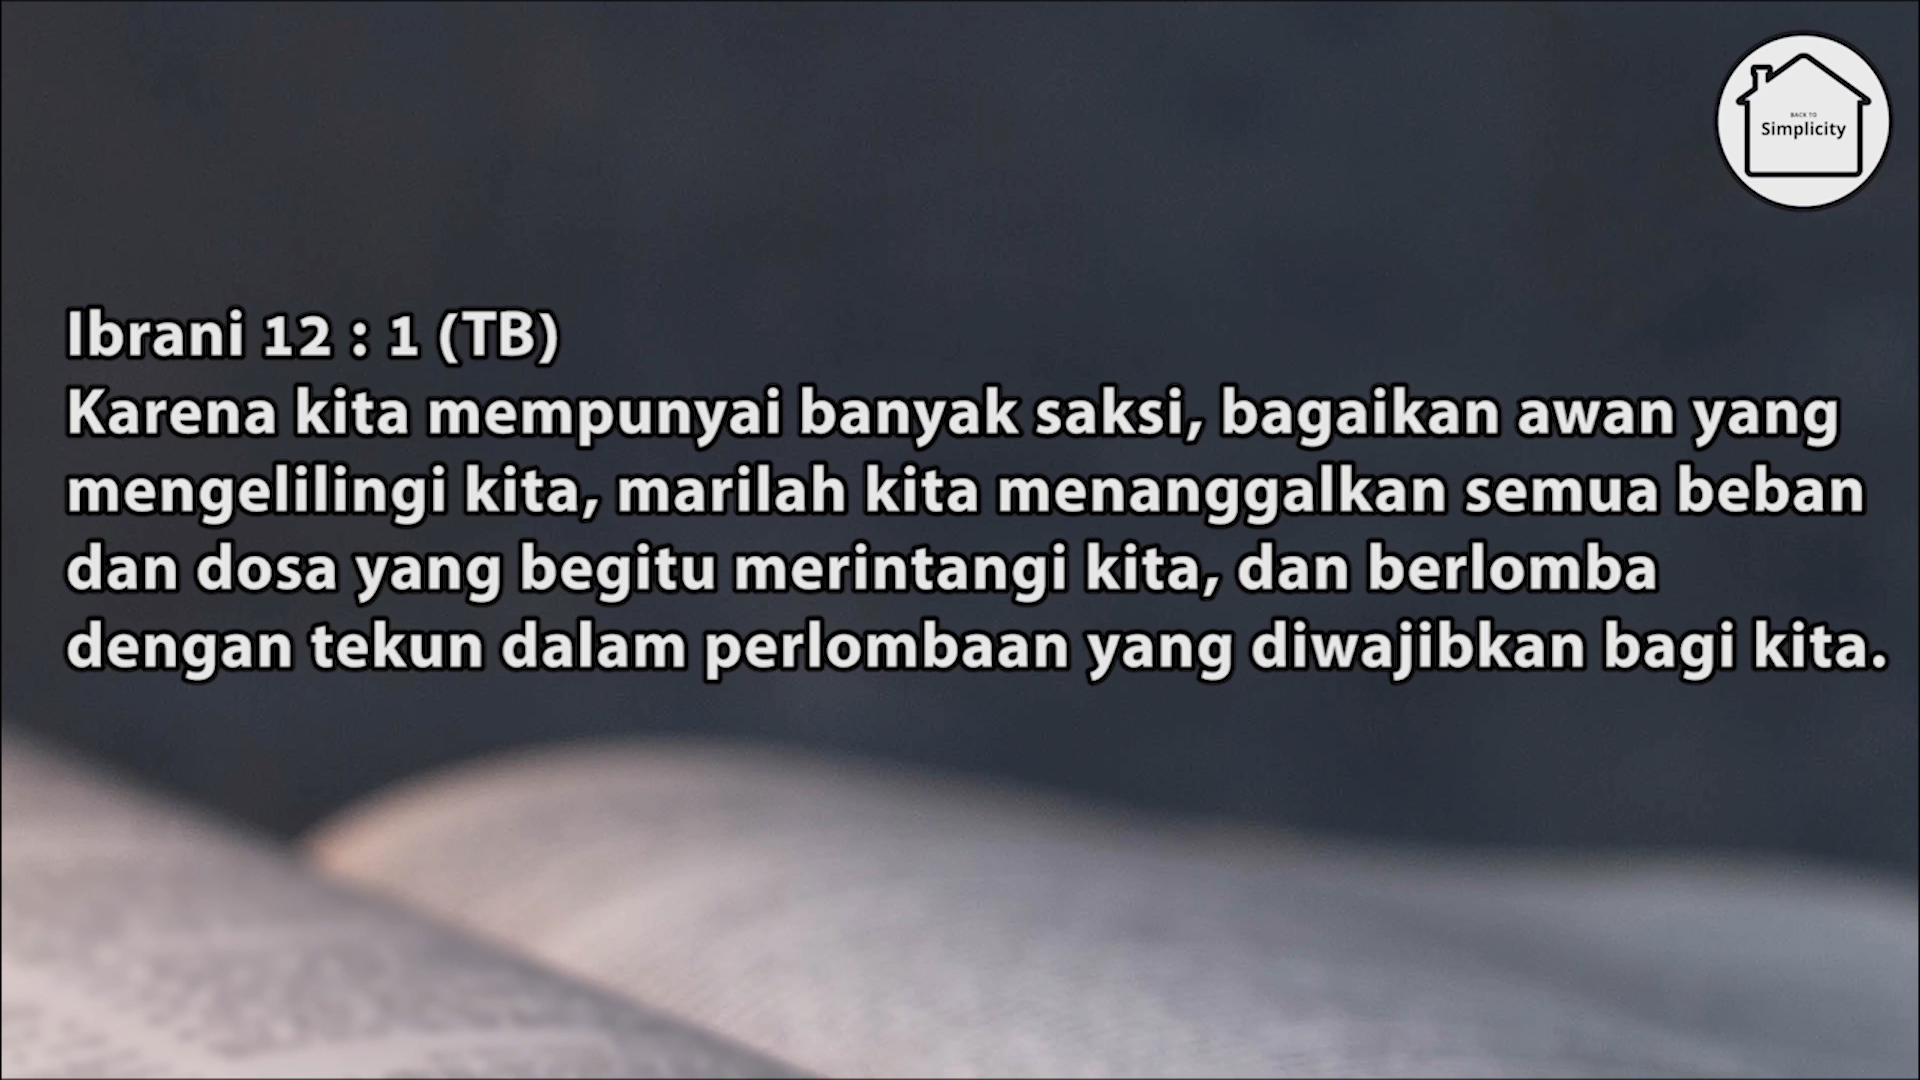 BACK TO
Simplicity
Ibrani 12 : 1 (TB)
Karena kita mempunyai banyak saksi, bagaikan awan yang
mengelilingi kita, marilah kita menanggalkan semua beban
dan dosa yang begitu merintangi kita, dan berlomba
dengan tekun dalam perlombaan yang diwajibkan bagi kita.